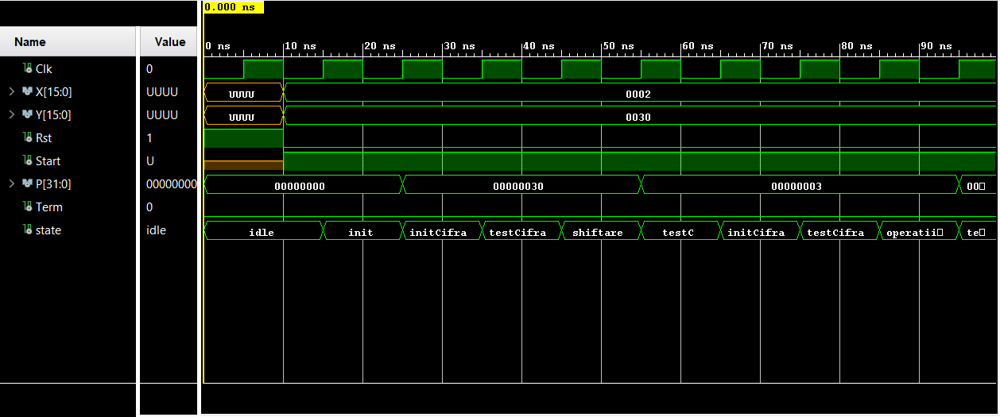 0.000 ns
Name Value
0 ns 10 ns 20 ns 30 ns 40 ns 50 ns 60 ns 70 ns 80 ns 90 ns
Clk 0
X[15:0] UUUU UUUU 0002
Y[15:0] UUUU UUUU 0030
Rst 1
Start U
P[31:0] 00000000 00000000 00000030 00000003 00
Term 0
state idle idle init initCifra testCifra shiftare testC initCifra testCifra operatii te